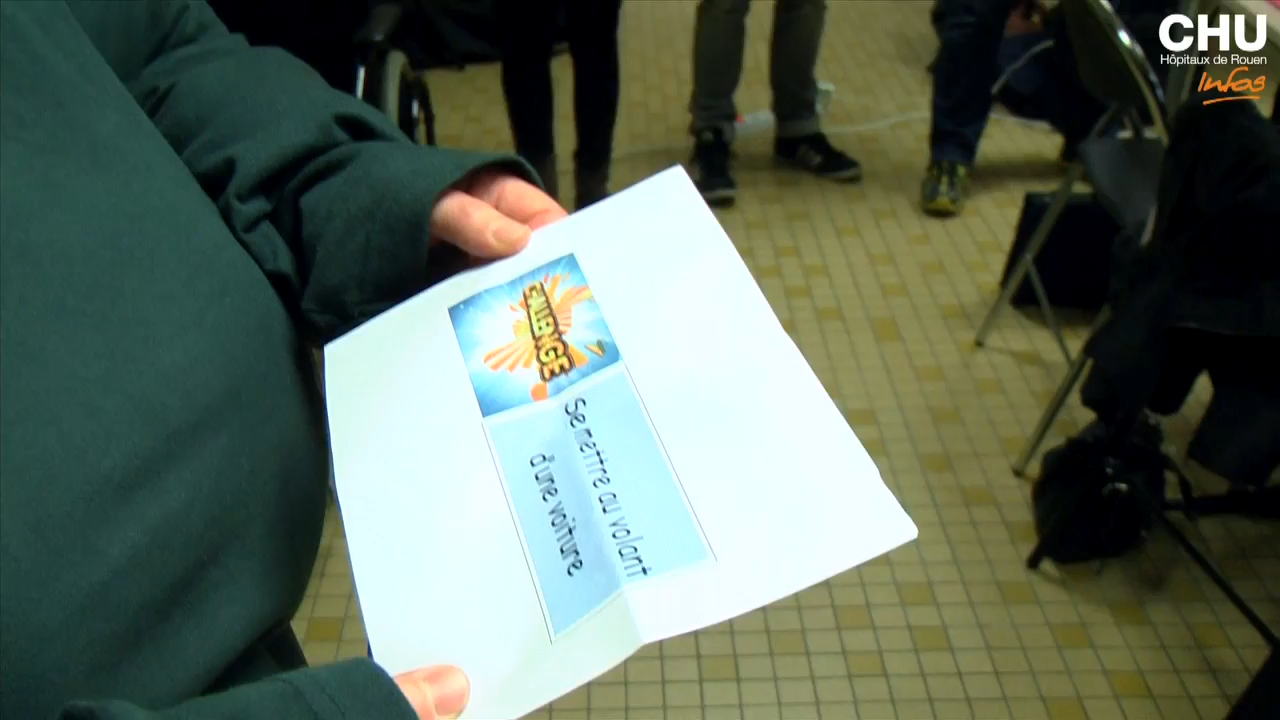 CHU
Hôpitaux de Rouen
Infos
CHALLENGE
Se mettre au volant
d'une voiture